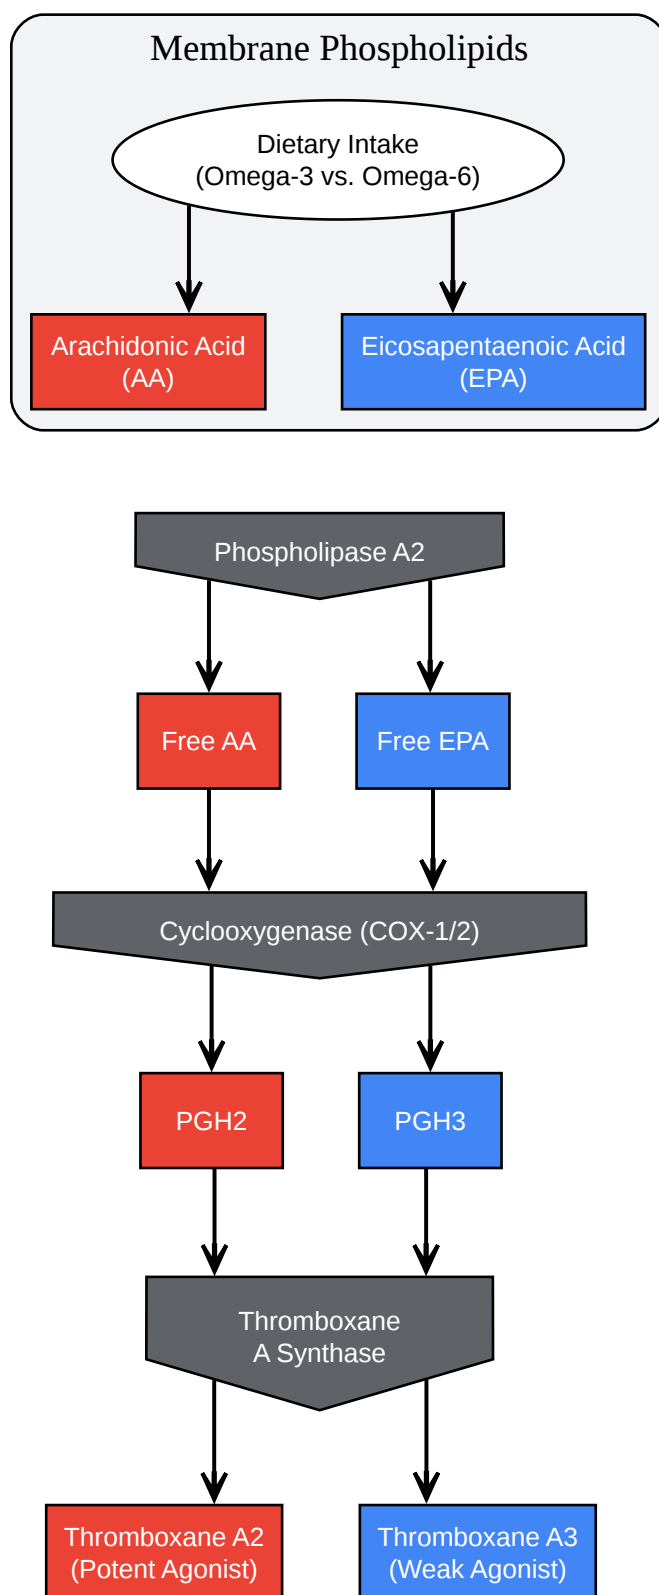 Membrane Phospholipids
Dietary Intake
(Omega-3 vs. Omega-6)
Arachidonic Acid
(AA)
Eicosapentaenoic Acid
(EPA)
Phospholipase A2
Free AA
Free EPA
Cyclooxygenase (COX-1/2)
PGH2
PGH3
Thromboxane
A Synthase
Thromboxane A2
(Potent Agonist)
Thromboxane A3
(Weak Agonist)